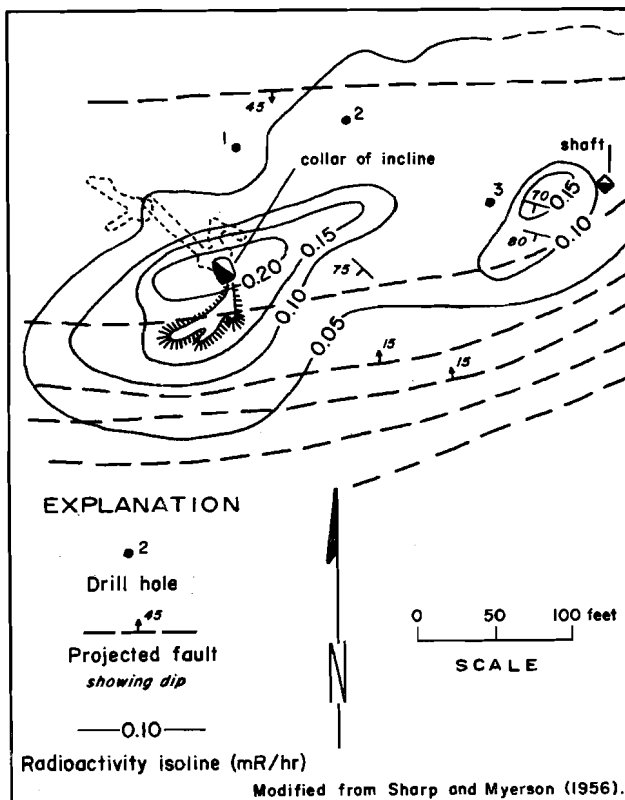 45
1
2
shaft
collar of incline
3
70
0.15
0.10
80
0.15
0.20
75
0.10
0.05
15
15
EXPLANATION
2
Drill hole
45
Projected fault
showing dip
0.10
Radioactivity isoline (mR/hr)
0 50 100 feet
SCALE
N
Modified from Sharp and Myerson (1956).